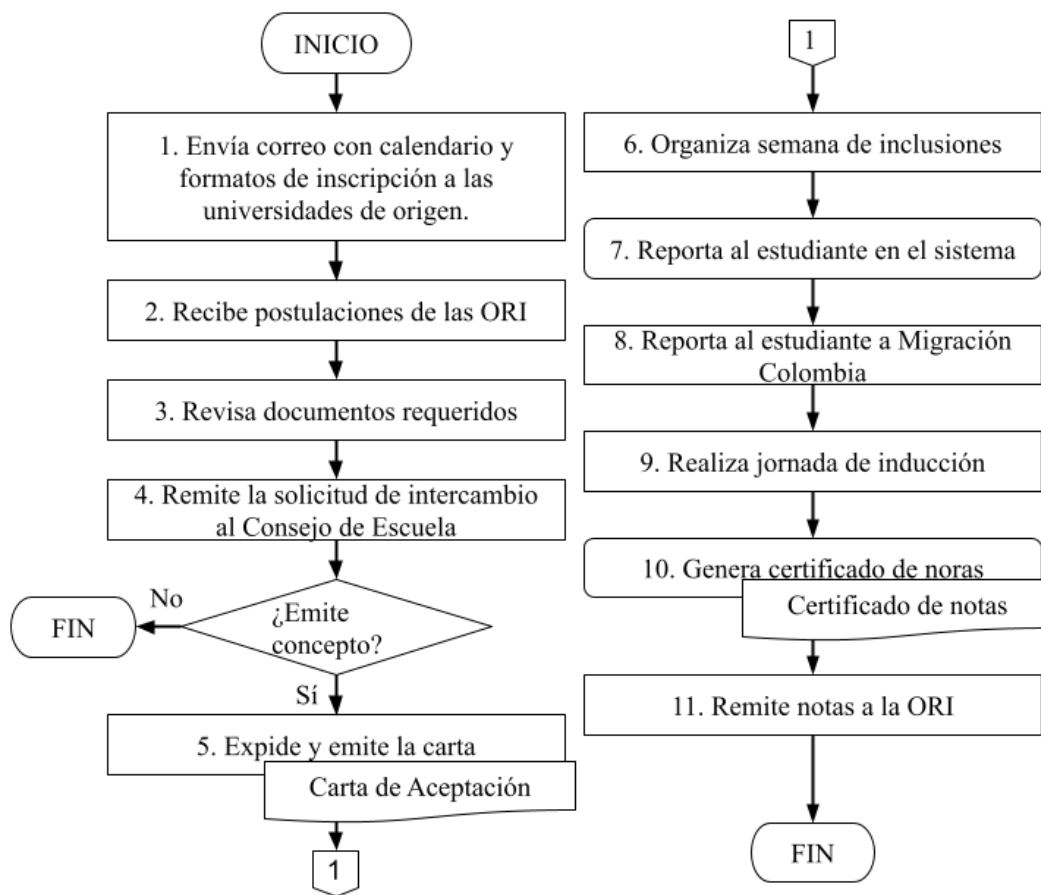 INICIO
1. Envía correo con calendario y
formatos de inscripción a las
universidades de origen.
2. Recibe postulaciones de las ORI
3. Revisa documentos requeridos
4. Remite la solicitud de intercambio
al Consejo de Escuela
¿Emite
concepto?
No
FIN
Sí
5. Expide y emite la carta
Carta de Aceptación
1
1
6. Organiza semana de inclusiones
7. Reporta al estudiante en el sistema
8. Reporta al estudiante a Migración
Colombia
9. Realiza jornada de inducción
10. Genera certificado de noras
Certificado de notas
11. Remite notas a la ORI
FIN